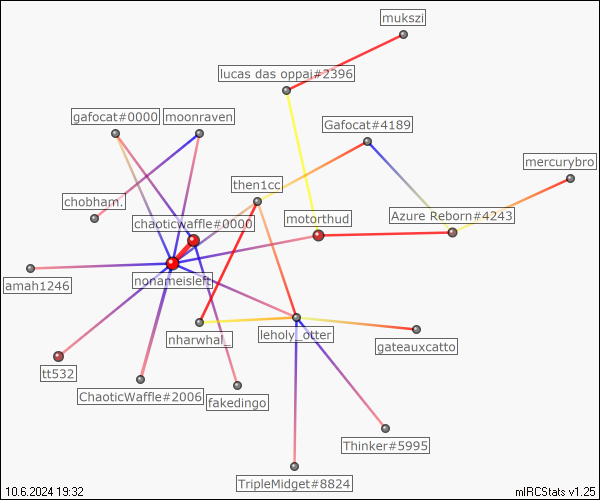 mukszi
lucas das oppai#2396
gafocat#0000
moonraven
Gafocat#4189
mercurybro
then1cc
chobham.
motorthud
Azure Reborn#4243
chaoticwaffle#0000
amah1246
nonameisleft
nharwhal_
leholy_otter
gateauxcatto
tt532
ChaoticWaffle#2006
fakedingo
Thinker#5995
TripleMidget#8824
10.6.2024 19:32
mIRCStats v1.25